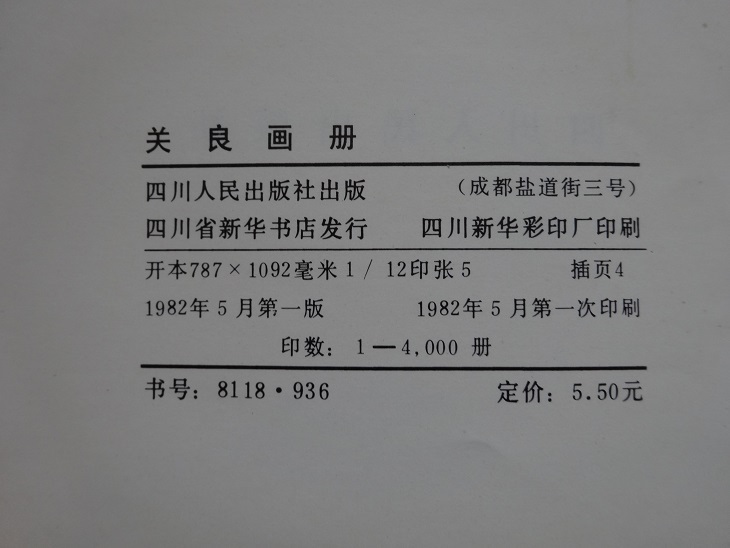 关良画册
四川人民出版社出版 （成都盐道街三号）
四川省新华书店发行 四川新华彩印厂印刷
开本787×1092毫米1/12印张5 插页4
1982年5月第一版 1982年5月第一次印刷
印数：1—4,000册
书号：8118·936 定价：5.50元